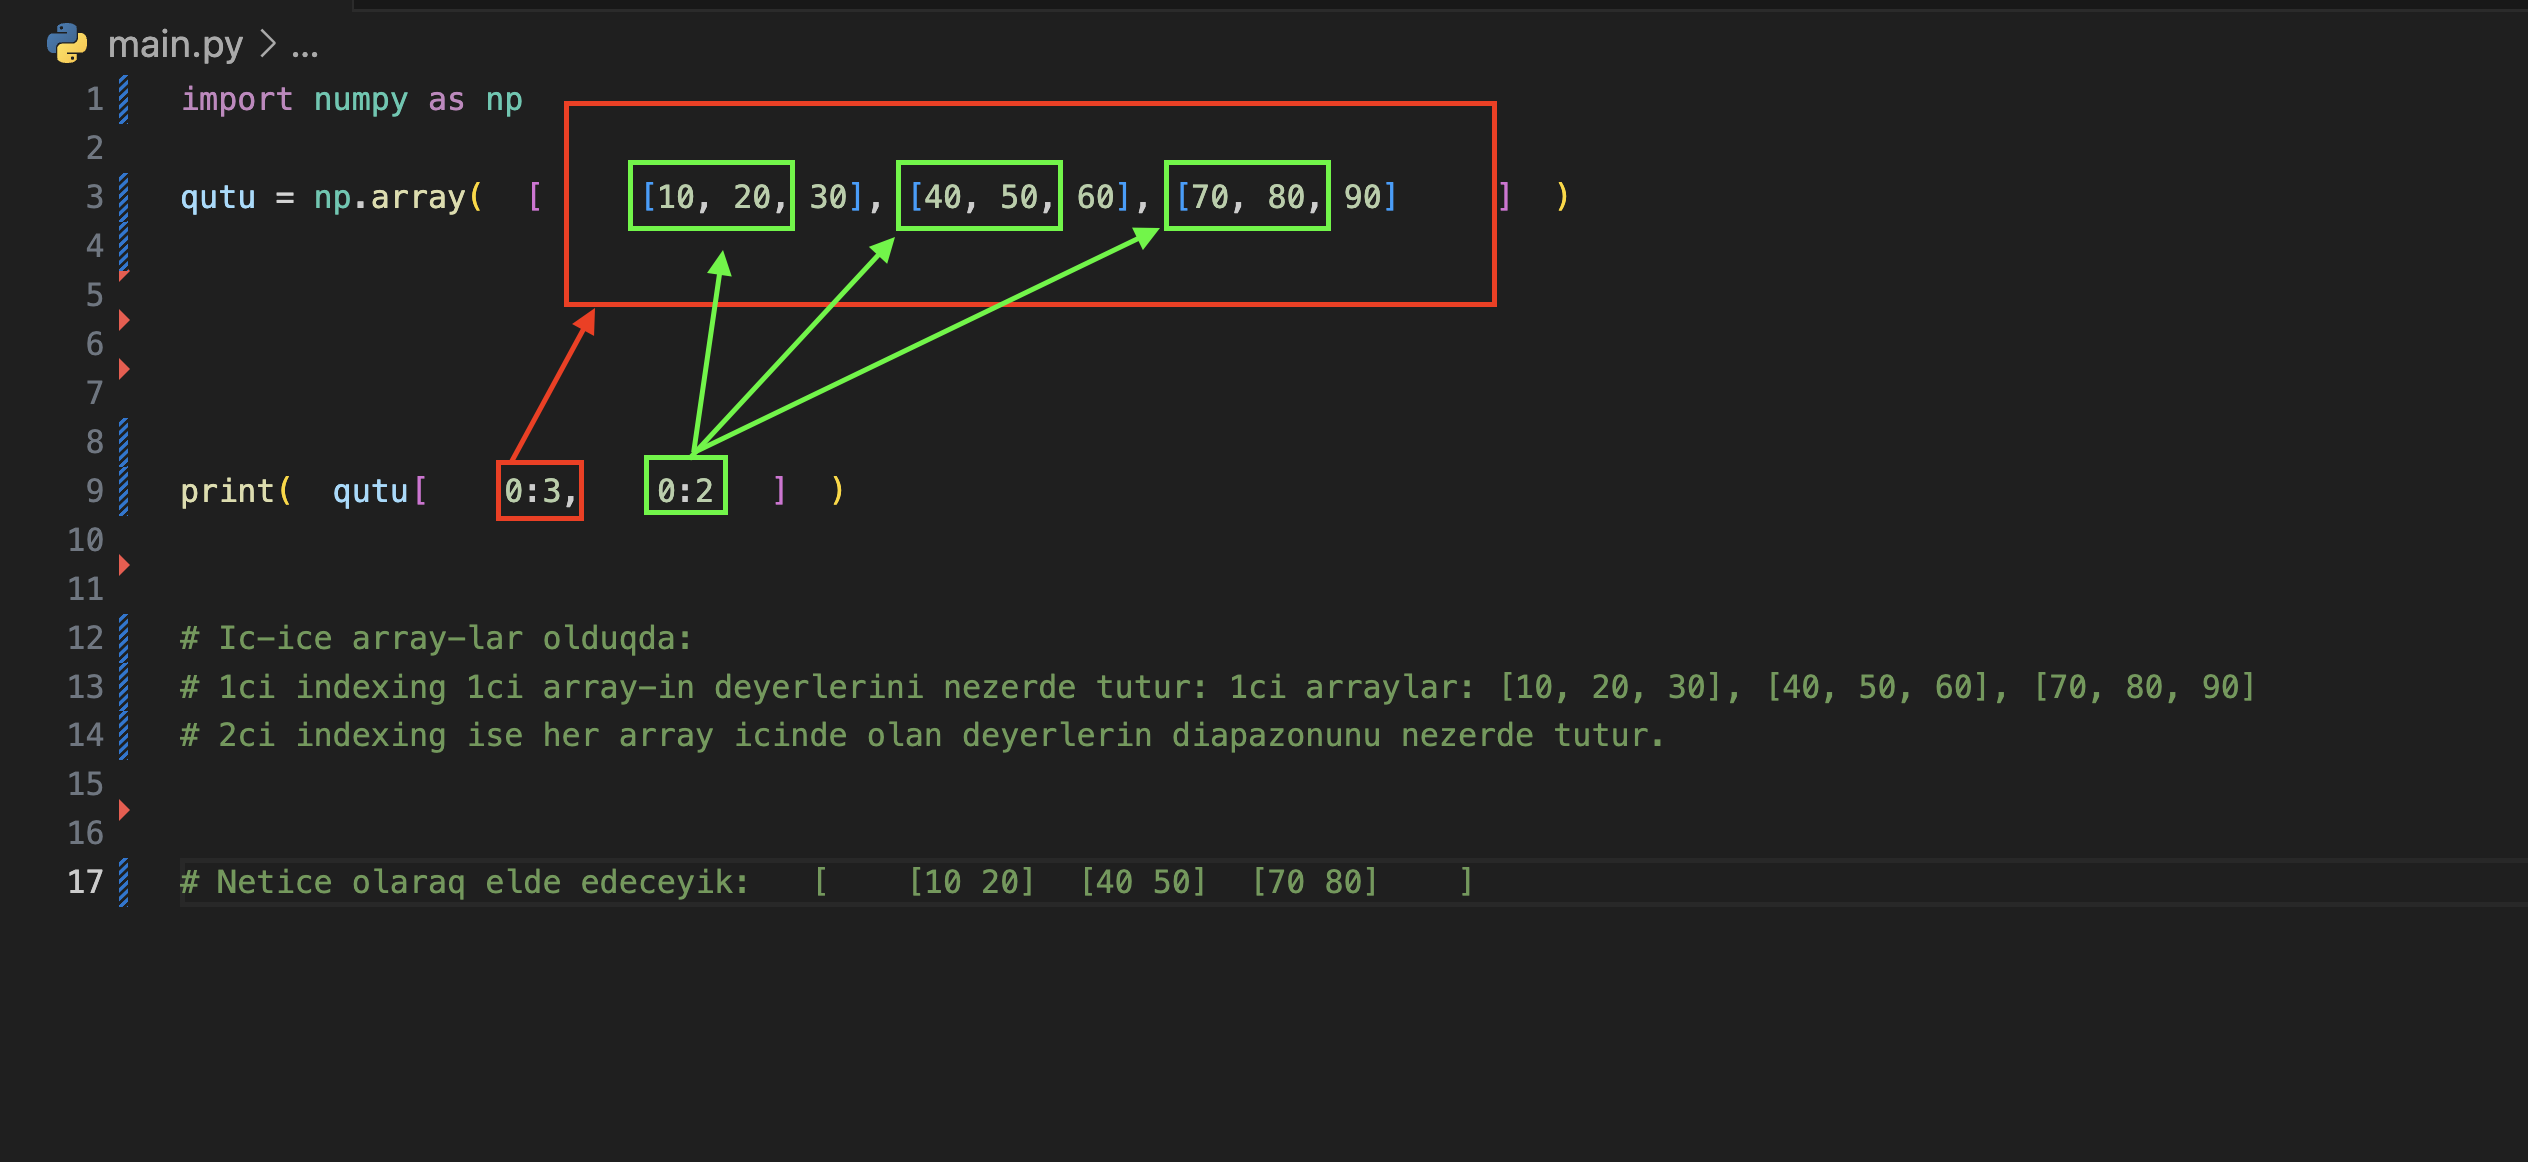 main.py > ...
1 import numpy as np
2
3 qutu = np.array( [ [10, 20, 30], [40, 50, 60], [70, 80, 90] ] )
4
5
6
7
8
9 print( qutu[ 0:3, 0:2 ] )
10
11
12 # Ic-ice array-lar olduqda:
13 # 1ci indexing 1ci array-in deyerlerini nezerde tutur: 1ci arraylar: [10, 20, 30], [40, 50, 60], [70, 80, 90]
14 # 2ci indexing ise her array icinde olan deyerlerin diapazonunu nezerde tutur.
15
16
17 # Netice olaraq elde edeceyik: [ [10 20] [40 50] [70 80] ]